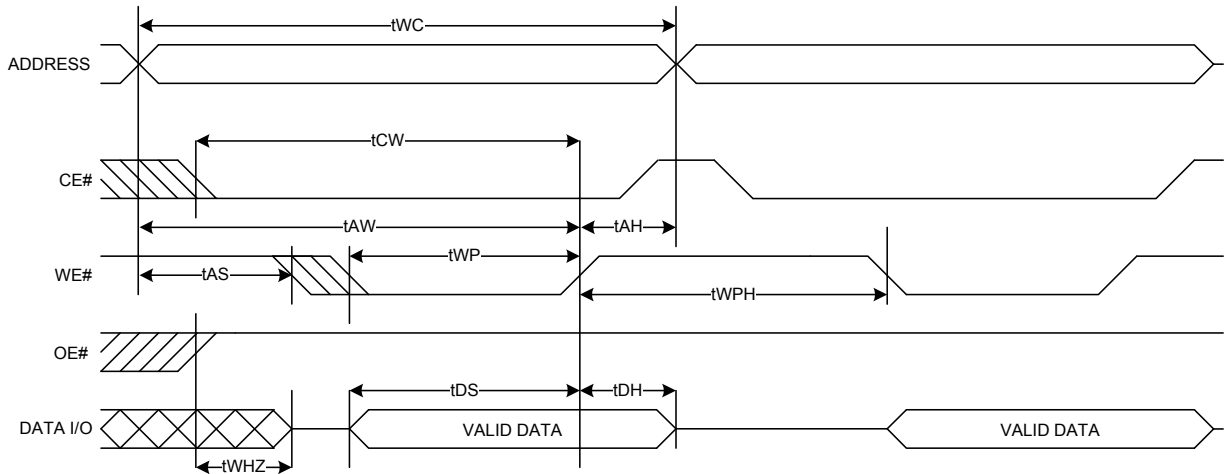 tWC
ADDRESS
tCW
CE#
tAW
tAH
tWP
WE#
tAS
tWPH
OE#
tDS
tDH
DATA I/O
VALID DATA
VALID DATA
tWHZ